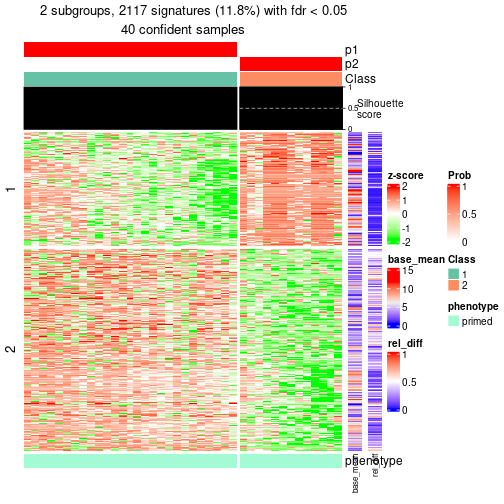 2 subgroups, 2117 signatures (11.8%) with fdr < 0.05
40 confident samples
p1
p2
Class
1
0.5
0
Silhouette
score
1
2
z-score
2
1
0
-1
-2
Prob
1
0.5
0
base_mean
15
10
5
0
Class
1
2
phenotype
primed
rel_diff
1
0.5
0
phenotype
base_mean
rel_diff